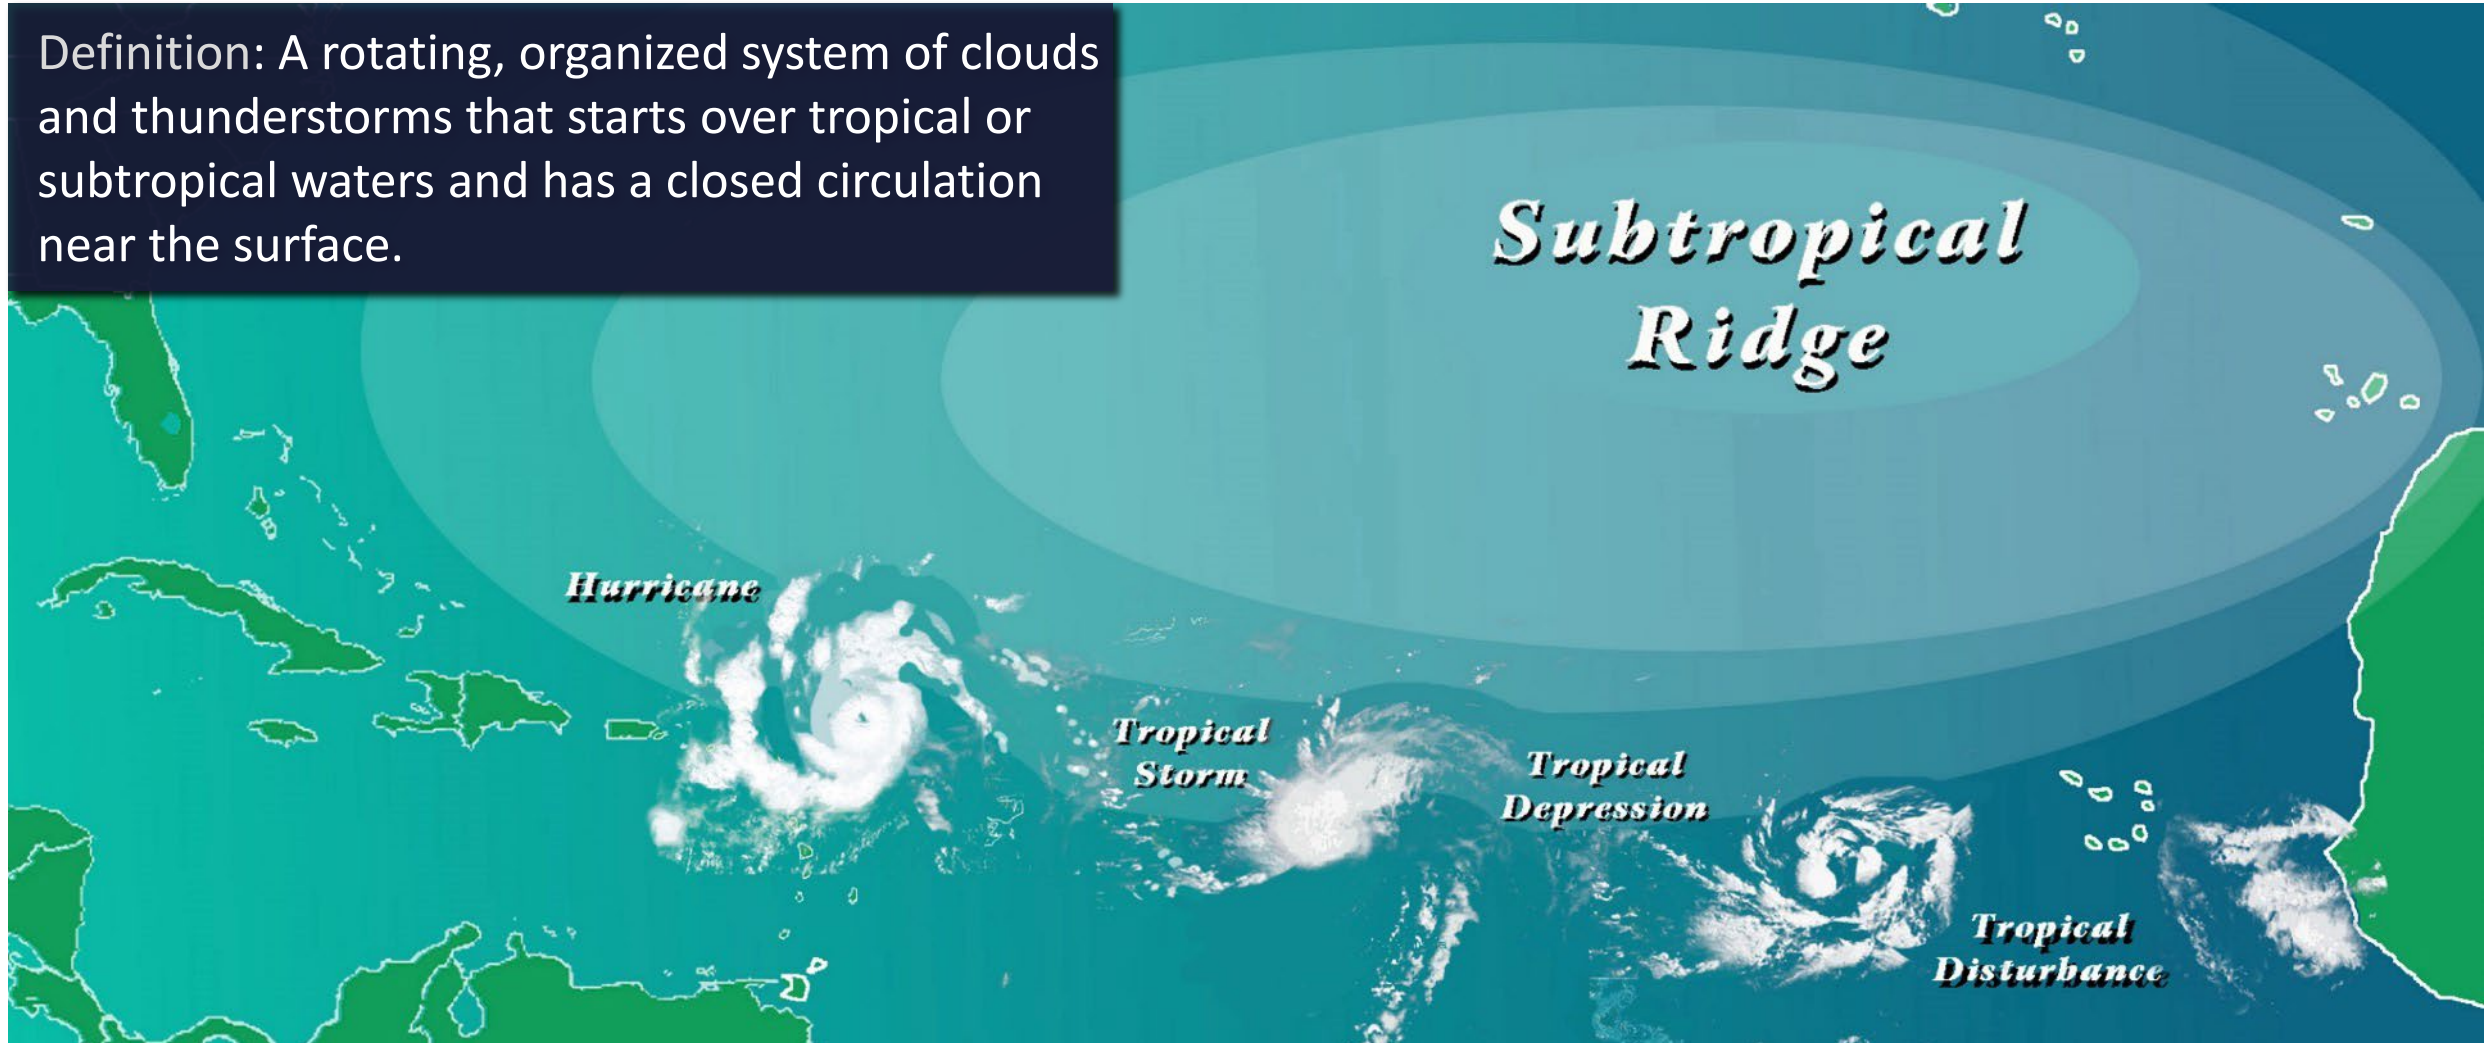 Definition: A rotating, organized system of clouds
and thunderstorms that starts over tropical or
subtropical waters and has a closed circulation
near the surface.
Subtropical
Ridge
Hurricane
Tropical
Storm
Tropical
Depression
Tropical
Disturbance